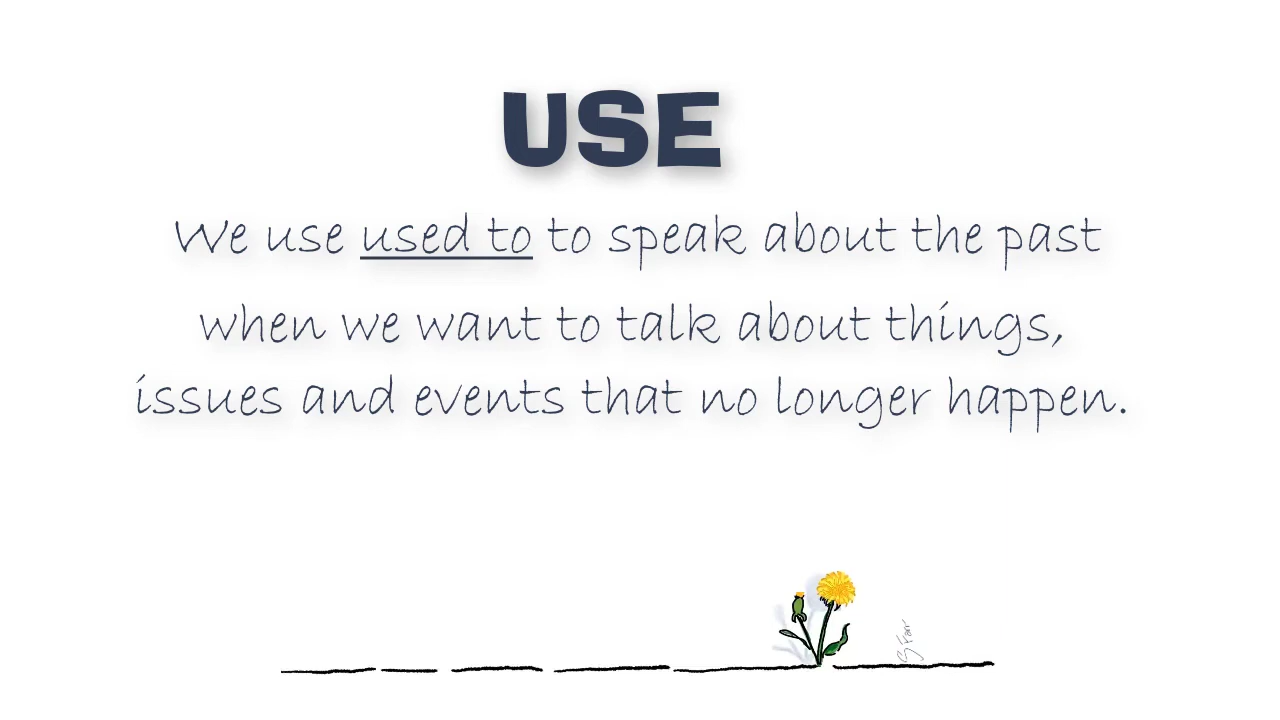 USE
We use used to to speak about the past
when we want to talk about things,
issues and events that no longer happen.